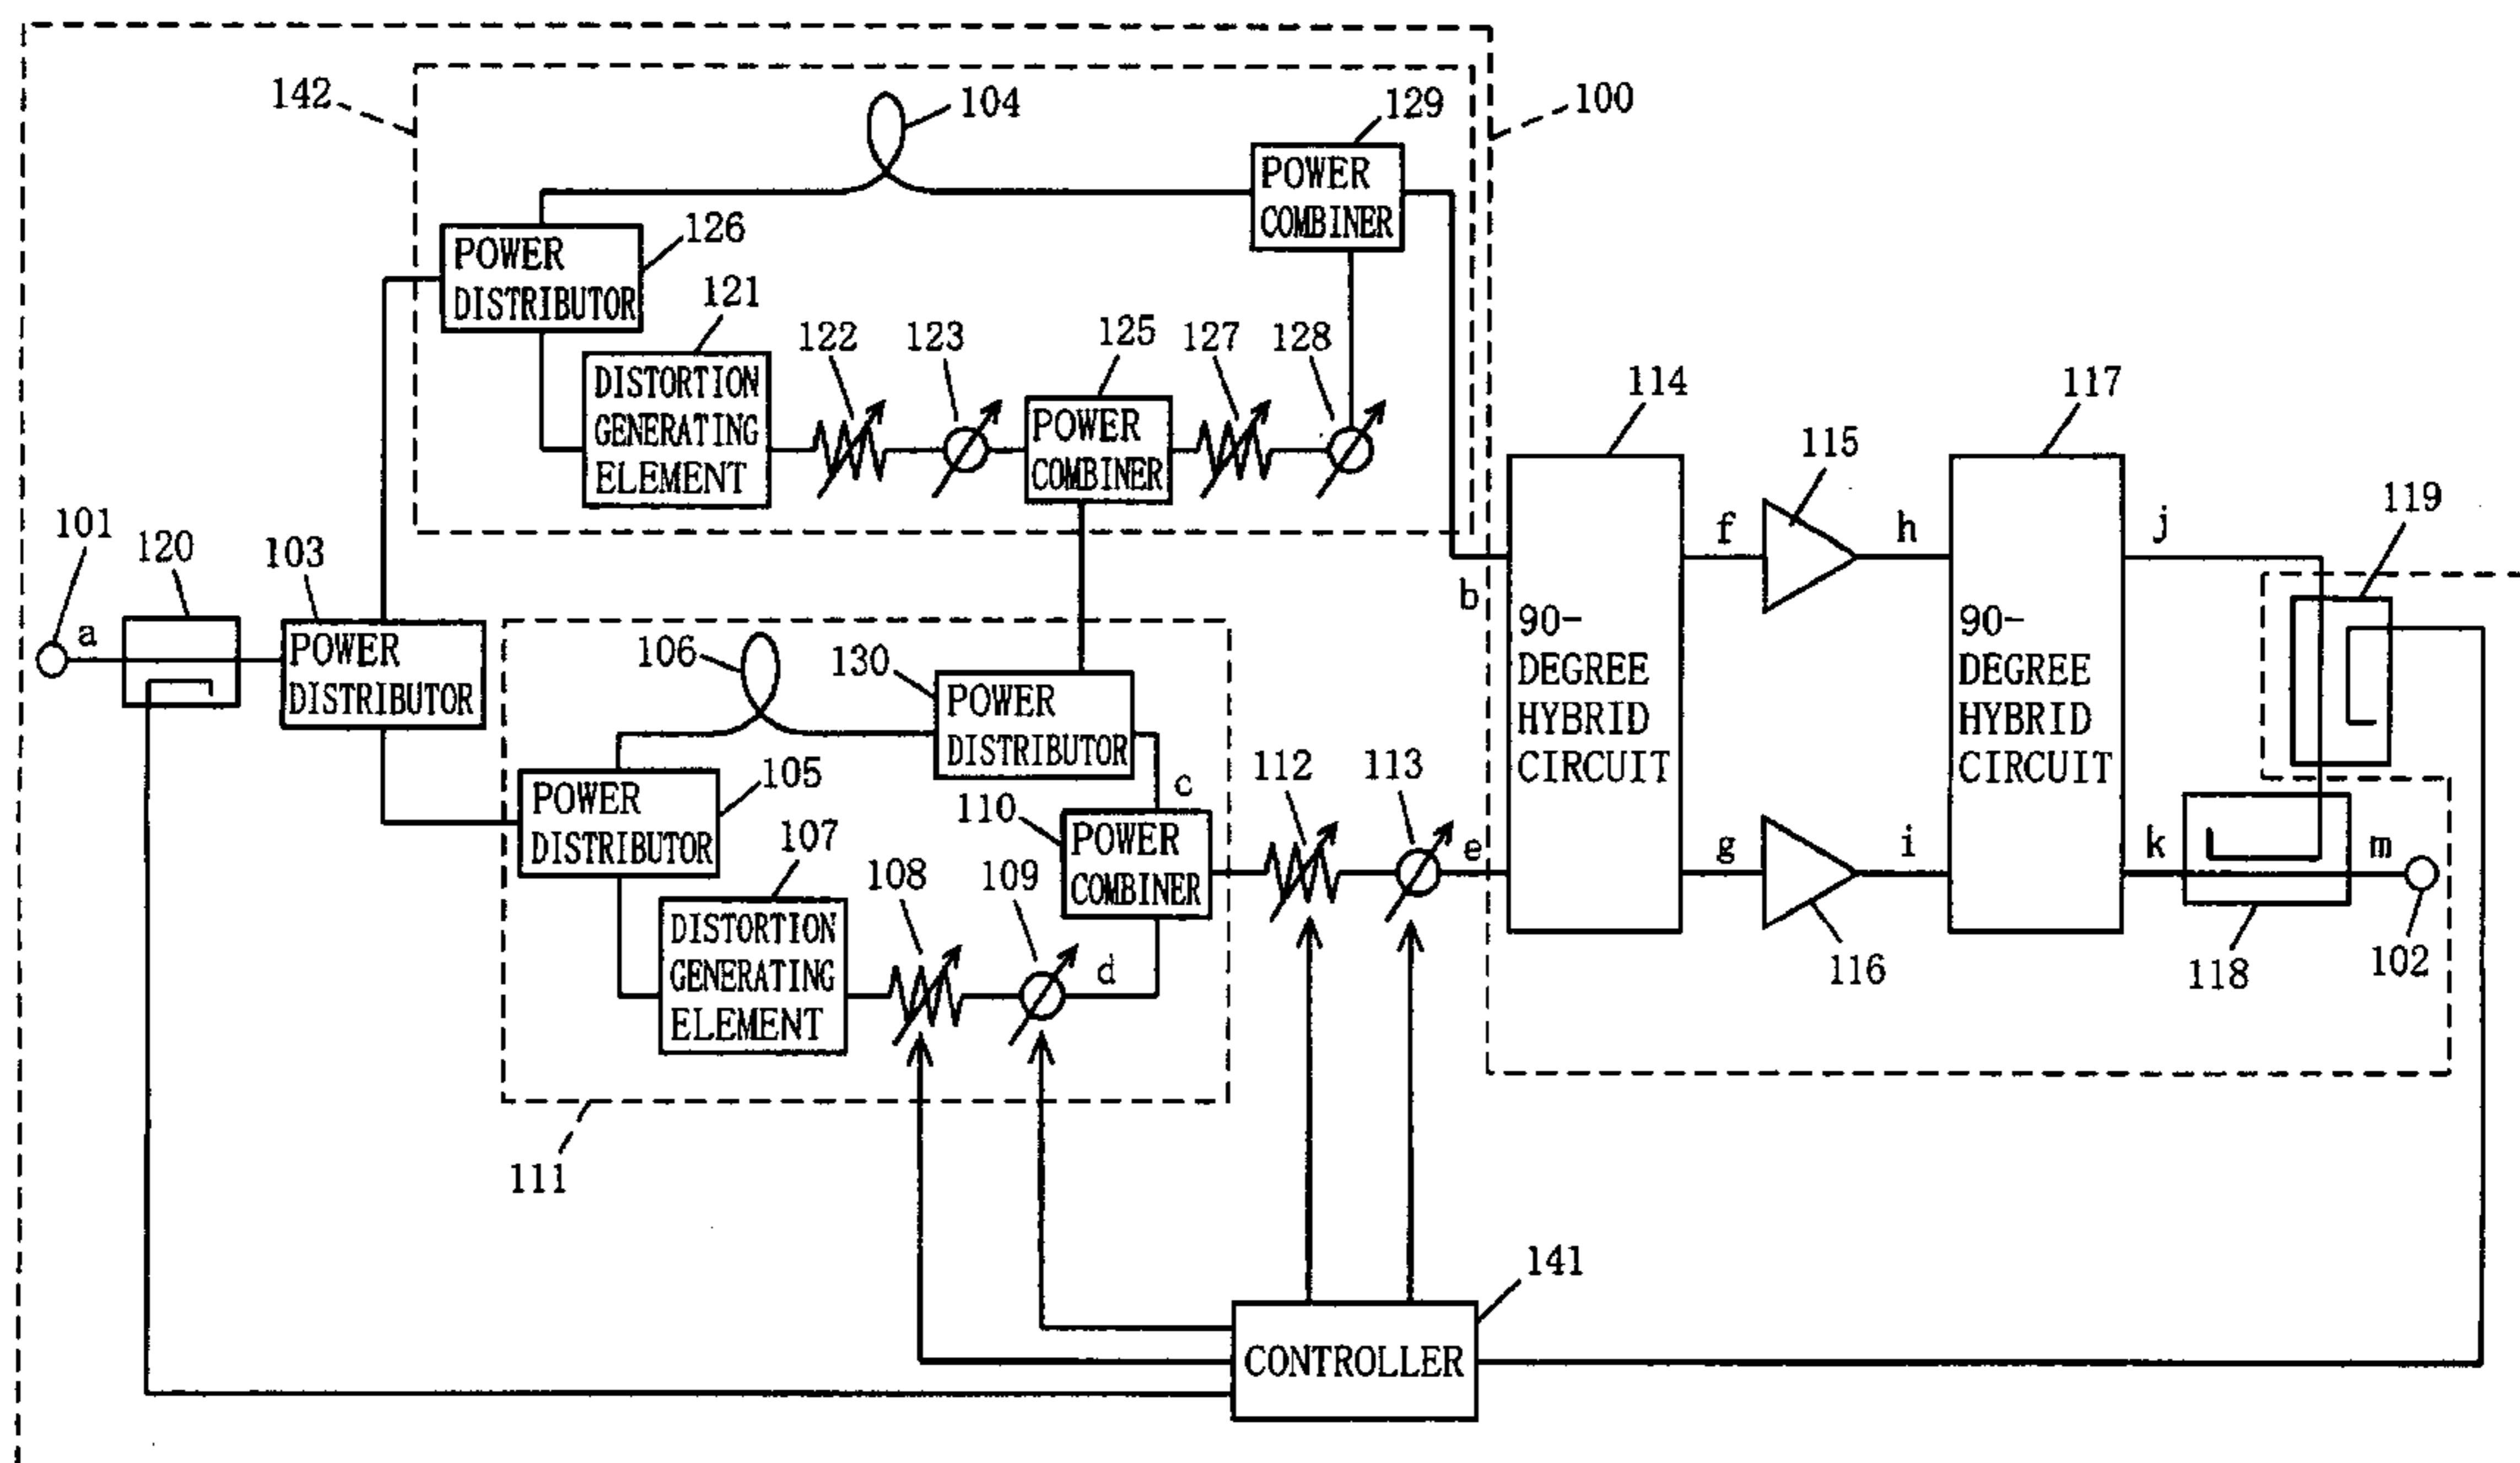 142
104
129
100
POWER
COMBINER
126
POWER
DISTRIBUTOR
121
122
123
125
127
128
DISTORTION
GENERATING
ELEMENT
POWER
COMBINER
114
117
115
119
101
120
103
a
b
f
h
j
POWER
DISTRIBUTOR
106
130
POWER
DISTRIBUTOR
90-
DEGREE
HYBRID
CIRCUIT
90-
DEGREE
HYBRID
CIRCUIT
105
c
112
113
POWER
DISTRIBUTOR
110
POWER
COMBINER
107
108
109
e
g
i
k
m
DISTORTION
GENERATING
ELEMENT
d
116
118
102
111
141
CONTROLLER